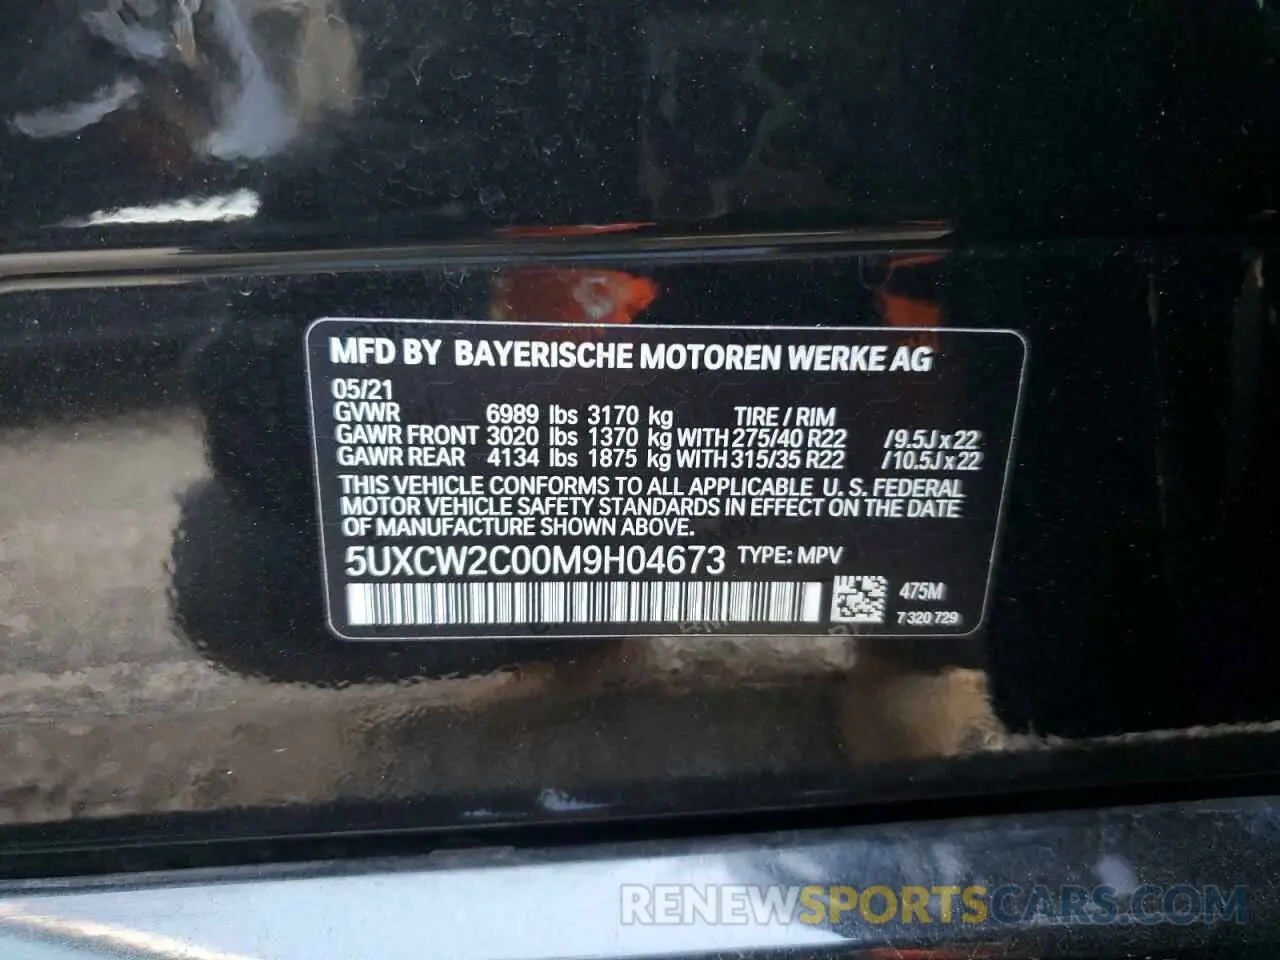 MFD BY BAYERISCHE MOTOREN WERKE AG
05/21
GVWR 6989 lbs 3170 kg TIRE / RIM
GAWR FRONT 3020 lbs 1370 kg WITH 275/40 R22 /9.5J x 22
GAWR REAR 4134 lbs 1875 kg WITH 315/35 R22 /10.5J x 22
THIS VEHICLE CONFORMS TO ALL APPLICABLE U. S. FEDERAL
MOTOR VEHICLE SAFETY STANDARDS IN EFFECT ON THE DATE
OF MANUFACTURE SHOWN ABOVE.
5UXCW2C00M9H04673 TYPE: MPV
475M
7 320 729
RENEWSPORTSCARS.COM